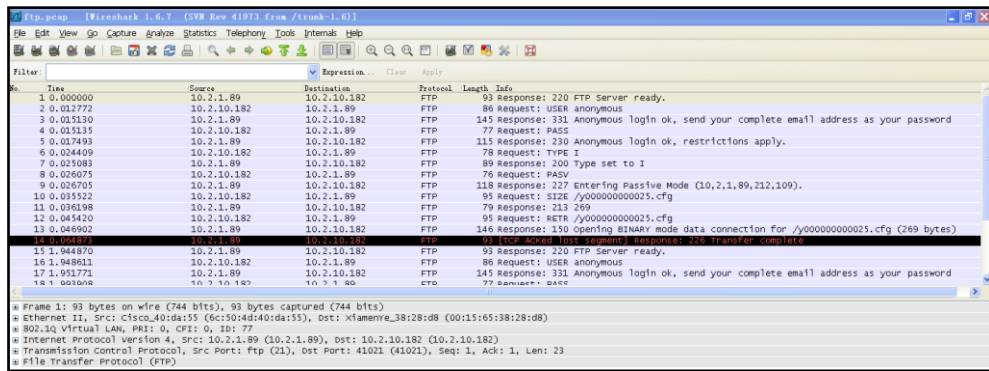 ftp.pcap [Wireshark 1.6.7 (SVN Rev 41973 from /trunk-1.6)]
File Edit View Go Capture Analyze Statistics Telephony Tools Internals Help
Filter: Expression... Clear Apply
No. Time Source Destination Protocol Length Info
1 0.000000 10.2.1.89 10.2.10.182 FTP 93 Response: 220 FTP Server ready.
2 0.012772 10.2.10.182 10.2.1.89 FTP 86 Request: USER anonymous
3 0.015130 10.2.1.89 10.2.10.182 FTP 145 Response: 331 Anonymous login ok, send your complete email address as your password
4 0.015135 10.2.10.182 10.2.1.89 FTP 77 Request: PASS
5 0.017493 10.2.1.89 10.2.10.182 FTP 115 Response: 230 Anonymous login ok, restrictions apply.
6 0.024409 10.2.10.182 10.2.1.89 FTP 78 Request: TYPE I
7 0.025083 10.2.1.89 10.2.10.182 FTP 89 Response: 200 Type set to I
8 0.026075 10.2.10.182 10.2.1.89 FTP 76 Request: PASV
9 0.026705 10.2.1.89 10.2.10.182 FTP 118 Response: 227 Entering Passive Mode (10,2,1,89,212,109).
10 0.035522 10.2.10.182 10.2.1.89 FTP 95 Request: SIZE /y000000000025.cfg
11 0.036198 10.2.1.89 10.2.10.182 FTP 79 Response: 213 269
12 0.045420 10.2.10.182 10.2.1.89 FTP 95 Request: RETR /y000000000025.cfg
13 0.046902 10.2.1.89 10.2.10.182 FTP 146 Response: 150 Opening BINARY mode data connection for /y000000000025.cfg (269 bytes)
14 0.064873 10.2.1.89 10.2.10.182 FTP 93 [TCP ACKed lost segment] Response: 226 Transfer complete
15 1.944870 10.2.1.89 10.2.10.182 FTP 93 Response: 220 FTP Server ready.
16 1.948611 10.2.10.182 10.2.1.89 FTP 86 Request: USER anonymous
17 1.951771 10.2.1.89 10.2.10.182 FTP 145 Response: 331 Anonymous login ok, send your complete email address as your password
18 1.993908 10.2.10.182 10.2.1.89 FTP 77 Request: PASS
Frame 1: 93 bytes on wire (744 bits), 93 bytes captured (744 bits)
Ethernet II, Src: Cisco_40:da:55 (6c:50:4d:40:da:55), Dst: XiamenYe_38:28:d8 (00:15:65:38:28:d8)
802.1Q Virtual LAN, PRI: 0, CFI: 0, ID: 77
Internet Protocol Version 4, Src: 10.2.1.89 (10.2.1.89), Dst: 10.2.10.182 (10.2.10.182)
Transmission Control Protocol, Src Port: ftp (21), Dst Port: 41021 (41021), Seq: 1, Ack: 1, Len: 23
File Transfer Protocol (FTP)